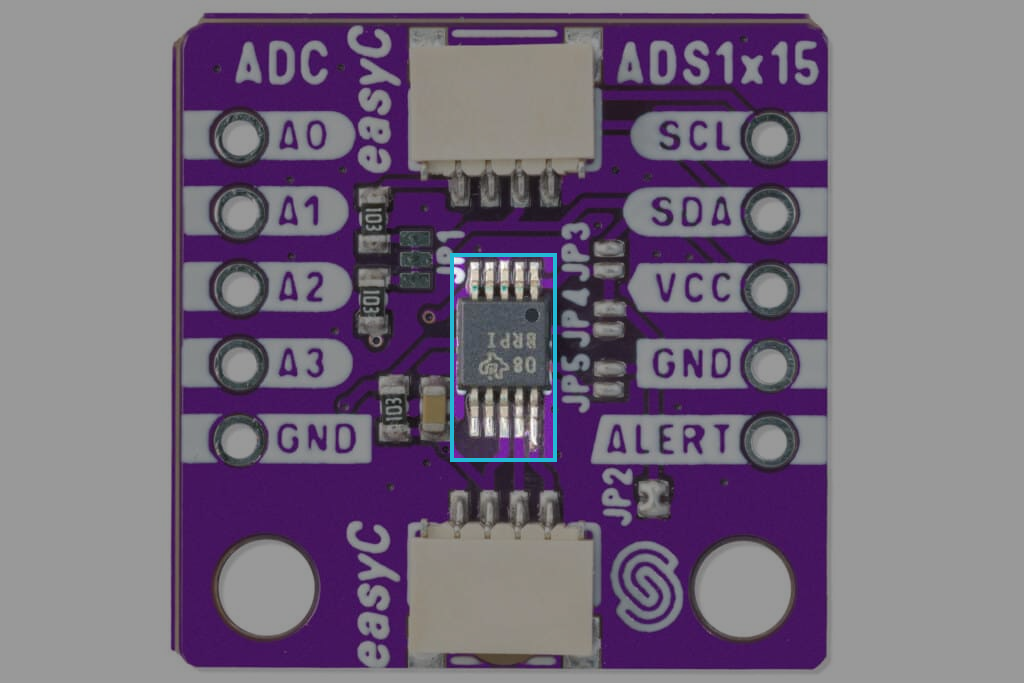 ADC
easyC
ADS1x15
A0
SCL
A1
103
SDA
JP1
JP3
A2
103
VCC
JP4
BRPI
08
A3
JP5
GND
103
GND
ALERT
JP2
easyC